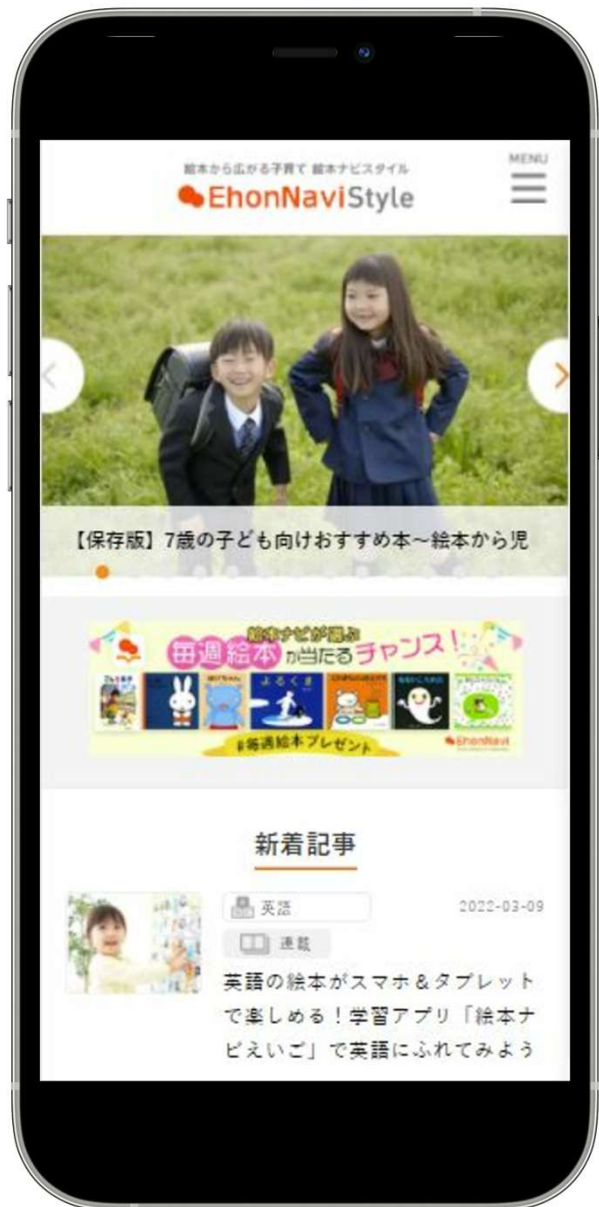 絵本から広がる子育て 絵本ナビスタイル
MENU
EhonNaviStyle
【保存版】7歳の子ども向けおすすめ本～絵本から児
絵本ナビが選ぶ
毎週絵本が当たるチャンス！
よるくま
#毎週絵本プレゼント
EhonNavi
新着記事
英語
2022-03-09
連載
英語の絵本がスマホ＆タブレット
で楽しめる！学習アプリ「絵本ナ
ビえいご」で英語にふれてみよう